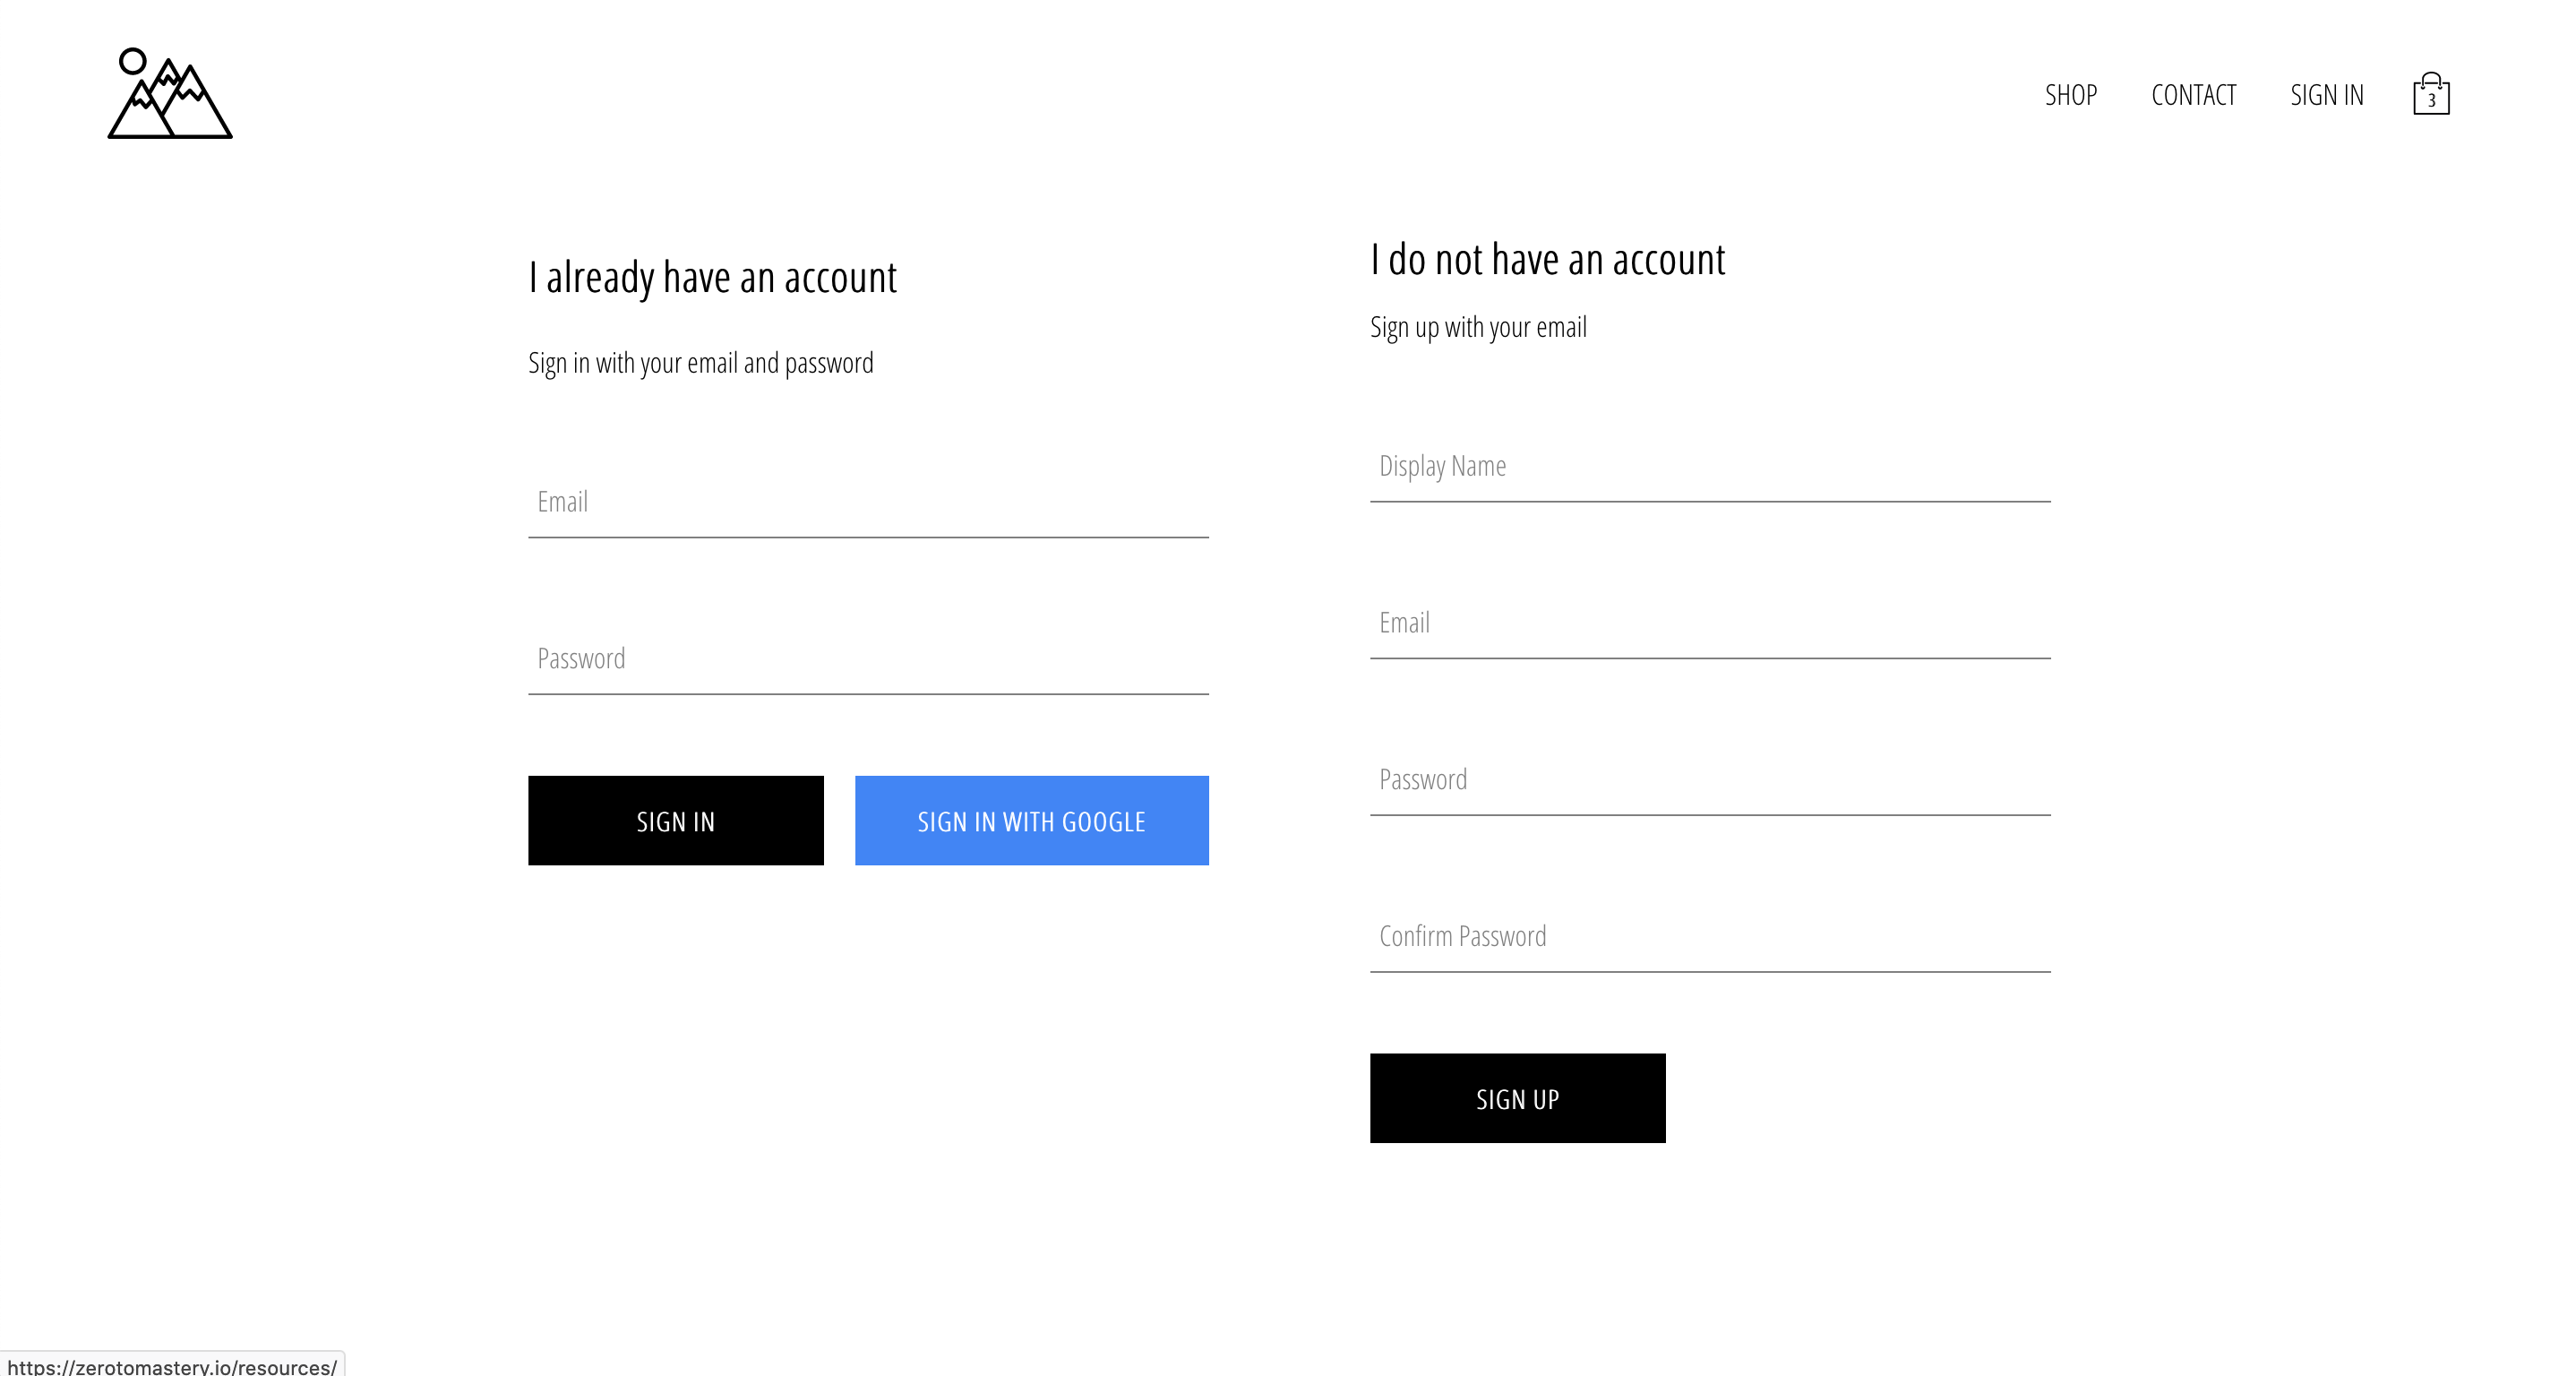 SHOP
CONTACT
SIGN IN
3
I already have an account
Sign in with your email and password
Email
Password
SIGN IN
SIGN IN WITH GOOGLE
I do not have an account
Sign up with your email
Display Name
Email
Password
Confirm Password
SIGN UP
https://zerotomastery.io/resources/